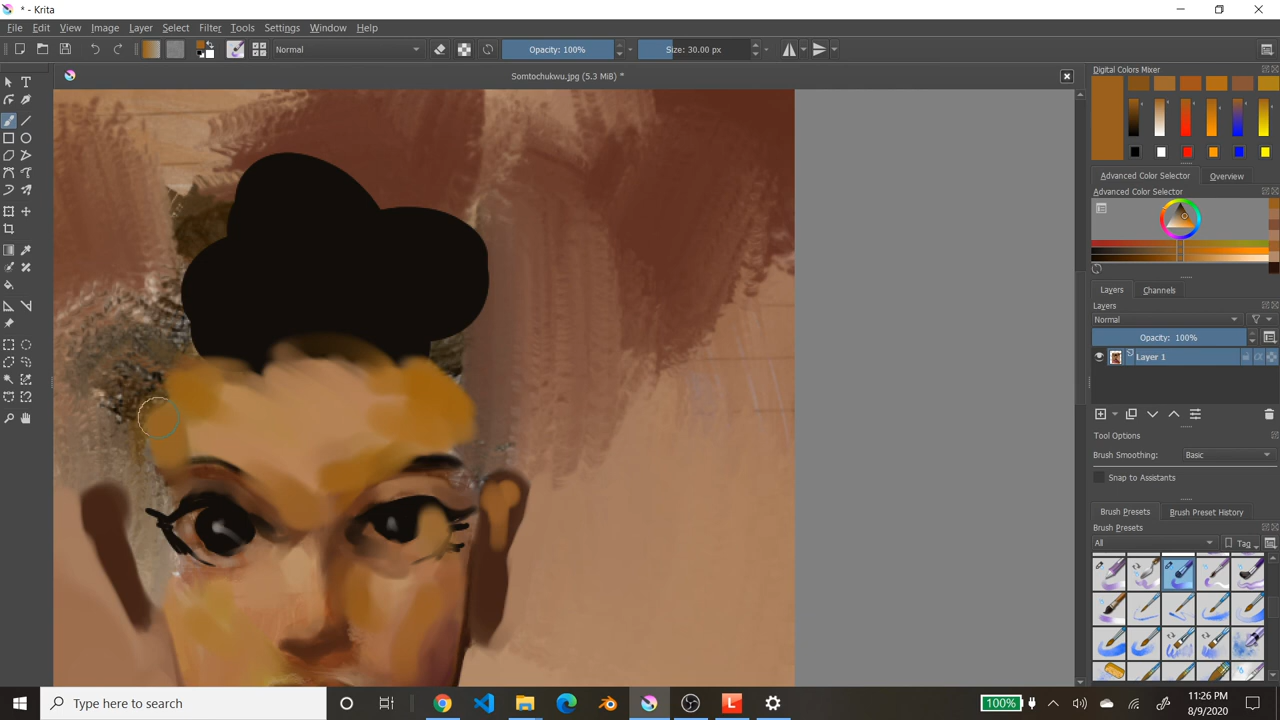 * - Krita
File Edit View Image Layer Select Filter Tools Settings Window Help
Normal Opacity: 100% Size: 30.00 px
Somtochukwu.jpg (5.3 MiB) *
Digital Colors Mixer
Advanced Color Selector Overview
Advanced Color Selector
Layers Channels
Layers
Normal
Opacity: 100%
Layer 1
Tool Options
Brush Smoothing: Basic
Snap to Assistants
Brush Presets Brush Preset History
Brush Presets
All Tag
Type here to search
L
100%
11:26 PM
8/9/2020